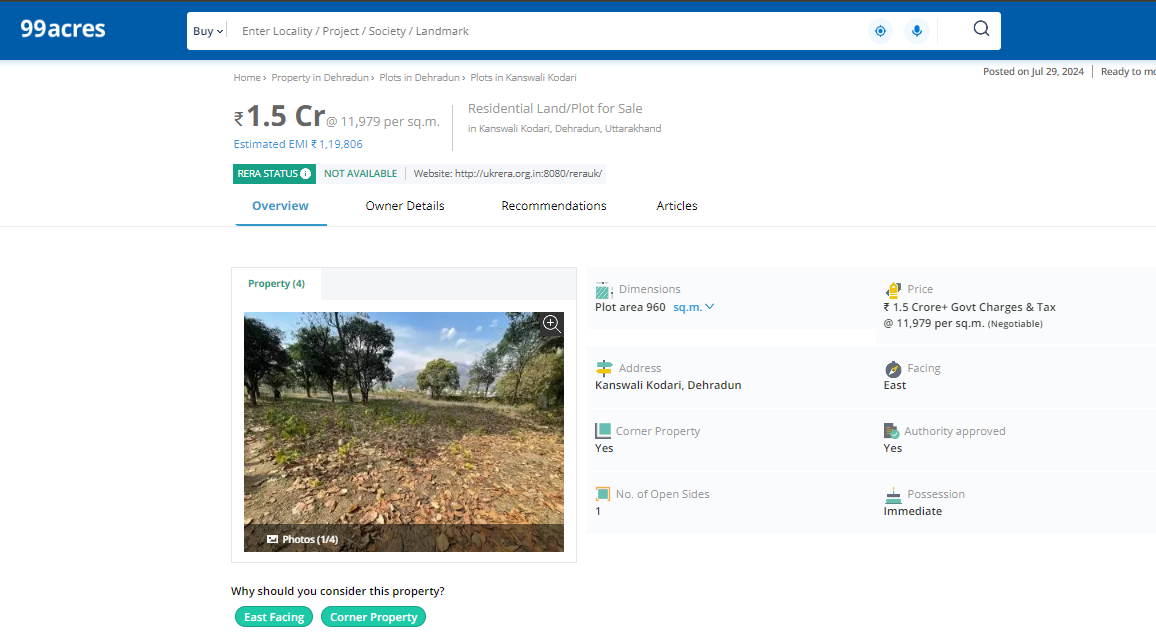 99acres
Buy
Enter Locality / Project / Society / Landmark
Home › Property in Dehradun › Plots in Dehradun › Plots in Kanswali Kodari
Posted on Jul 29, 2024 | Ready to mo
₹ 1.5 Cr @ 11,979 per sq.m.
Estimated EMI ₹ 1,19,806
Residential Land/Plot for Sale
in Kanswali Kodari, Dehradun, Uttarakhand
RERA STATUS i NOT AVAILABLE | Website: http://ukrera.org.in:8080/rerauk/
Overview Owner Details Recommendations Articles
Property (4)
Photos (1/4)
Dimensions
Plot area 960 sq.m.
Price
₹ 1.5 Crore+ Govt Charges & Tax
@ 11,979 per sq.m. (Negotiable)
Address
Kanswali Kodari, Dehradun
Facing
East
Corner Property
Yes
Authority approved
Yes
No. of Open Sides
1
Possession
Immediate
Why should you consider this property?
East Facing Corner Property